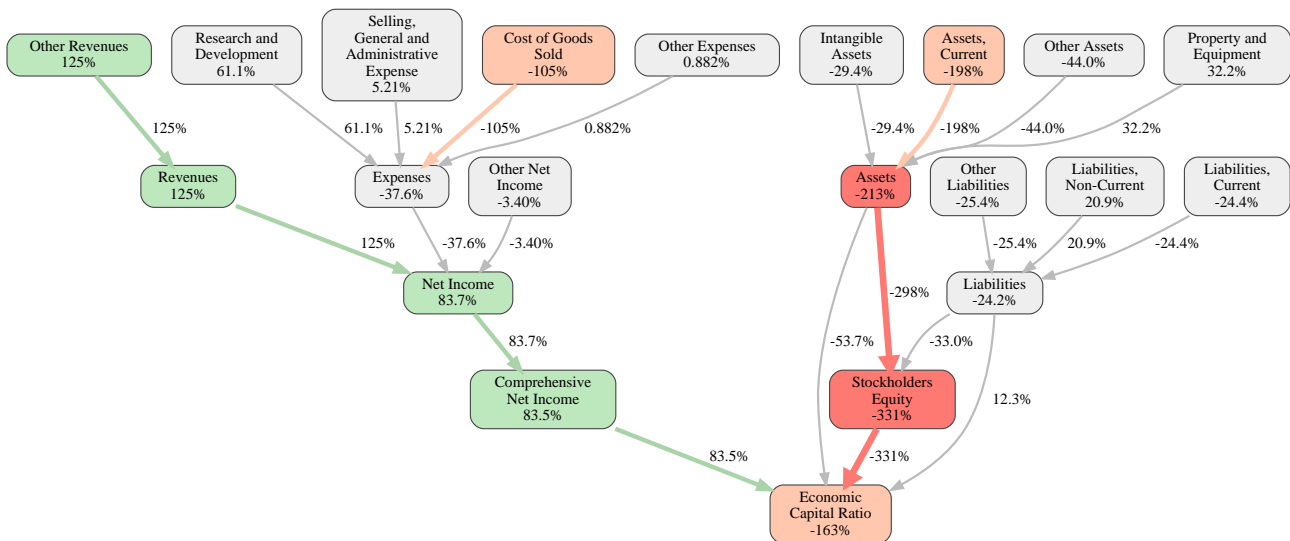 Other Revenues
125%
Research and
Development
61.1%
Selling,
General and
Administrative
Expense
5.21%
Cost of Goods
Sold
-105%
Other Expenses
0.882%
Intangible
Assets
-29.4%
Assets,
Current
-198%
Other Assets
-44.0%
Property and
Equipment
32.2%
125%
61.1%
5.21%
-105%
0.882%
-29.4%
-198%
-44.0%
32.2%
Revenues
125%
Expenses
-37.6%
Other Net
Income
-3.40%
Assets
-213%
Other
Liabilities
-25.4%
Liabilities,
Non-Current
20.9%
Liabilities,
Current
-24.4%
125%
-37.6%
-3.40%
-25.4%
20.9%
-24.4%
Net Income
83.7%
-298%
Liabilities
-24.2%
83.7%
-53.7%
-33.0%
Comprehensive
Net Income
83.5%
Stockholders
Equity
-331%
12.3%
83.5%
-331%
Economic
Capital Ratio
-163%